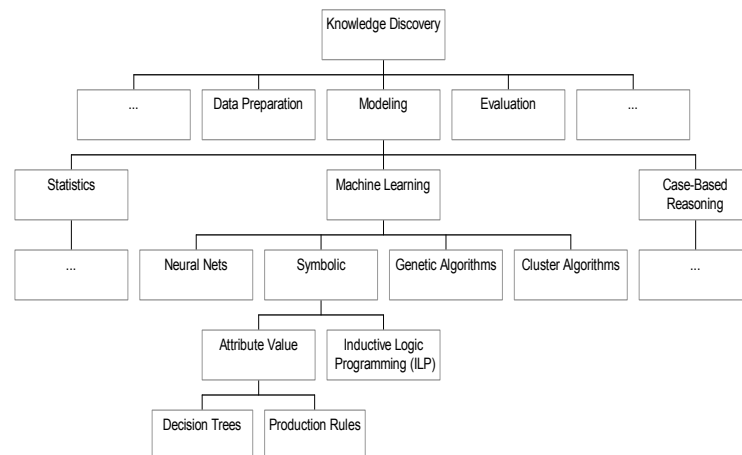 Knowledge Discovery
...
Data Preparation
Modeling
Evaluation
...
Statistics
Machine Learning
Case-Based
Reasoning
...
Neural Nets
Symbolic
Genetic Algorithms
Cluster Algorithms
...
Attribute Value
Inductive Logic
Programming (ILP)
Decision Trees
Production Rules